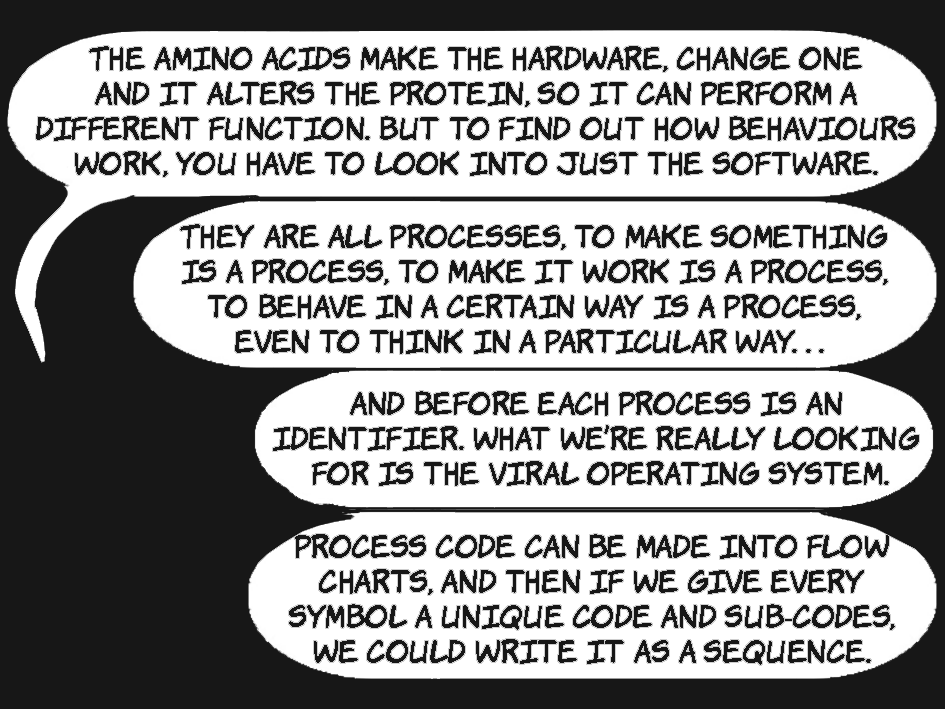 THE AMINO ACIDS MAKE THE HARDWARE, CHANGE ONE
AND IT ALTERS THE PROTEIN, SO IT CAN PERFORM A
DIFFERENT FUNCTION. BUT TO FIND OUT HOW BEHAVIOURS
WORK, YOU HAVE TO LOOK INTO JUST THE SOFTWARE.
THEY ARE ALL PROCESSES, TO MAKE SOMETHING
IS A PROCESS, TO MAKE IT WORK IS A PROCESS,
TO BEHAVE IN A CERTAIN WAY IS A PROCESS,
EVEN TO THINK IN A PARTICULAR WAY...
AND BEFORE EACH PROCESS IS AN
IDENTIFIER. WHAT WE'RE REALLY LOOKING
FOR IS THE VIRAL OPERATING SYSTEM.
PROCESS CODE CAN BE MADE INTO FLOW
CHARTS, AND THEN IF WE GIVE EVERY
SYMBOL A UNIQUE CODE AND SUB-CODES,
WE COULD WRITE IT AS A SEQUENCE.